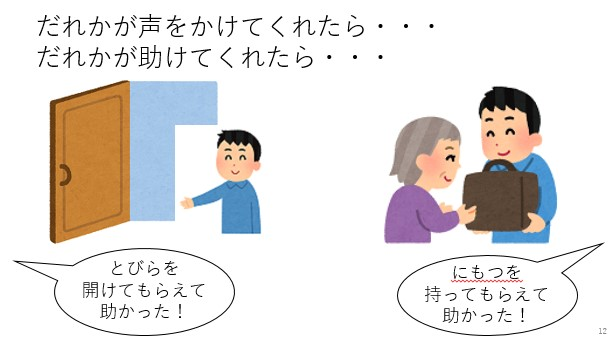 だれかが声をかけてくれたら・・・
だれかが助けてくれたら・・・
とびらを
開けてもらえて
助かった！
にもつを
持ってもらえて
助かった！
12